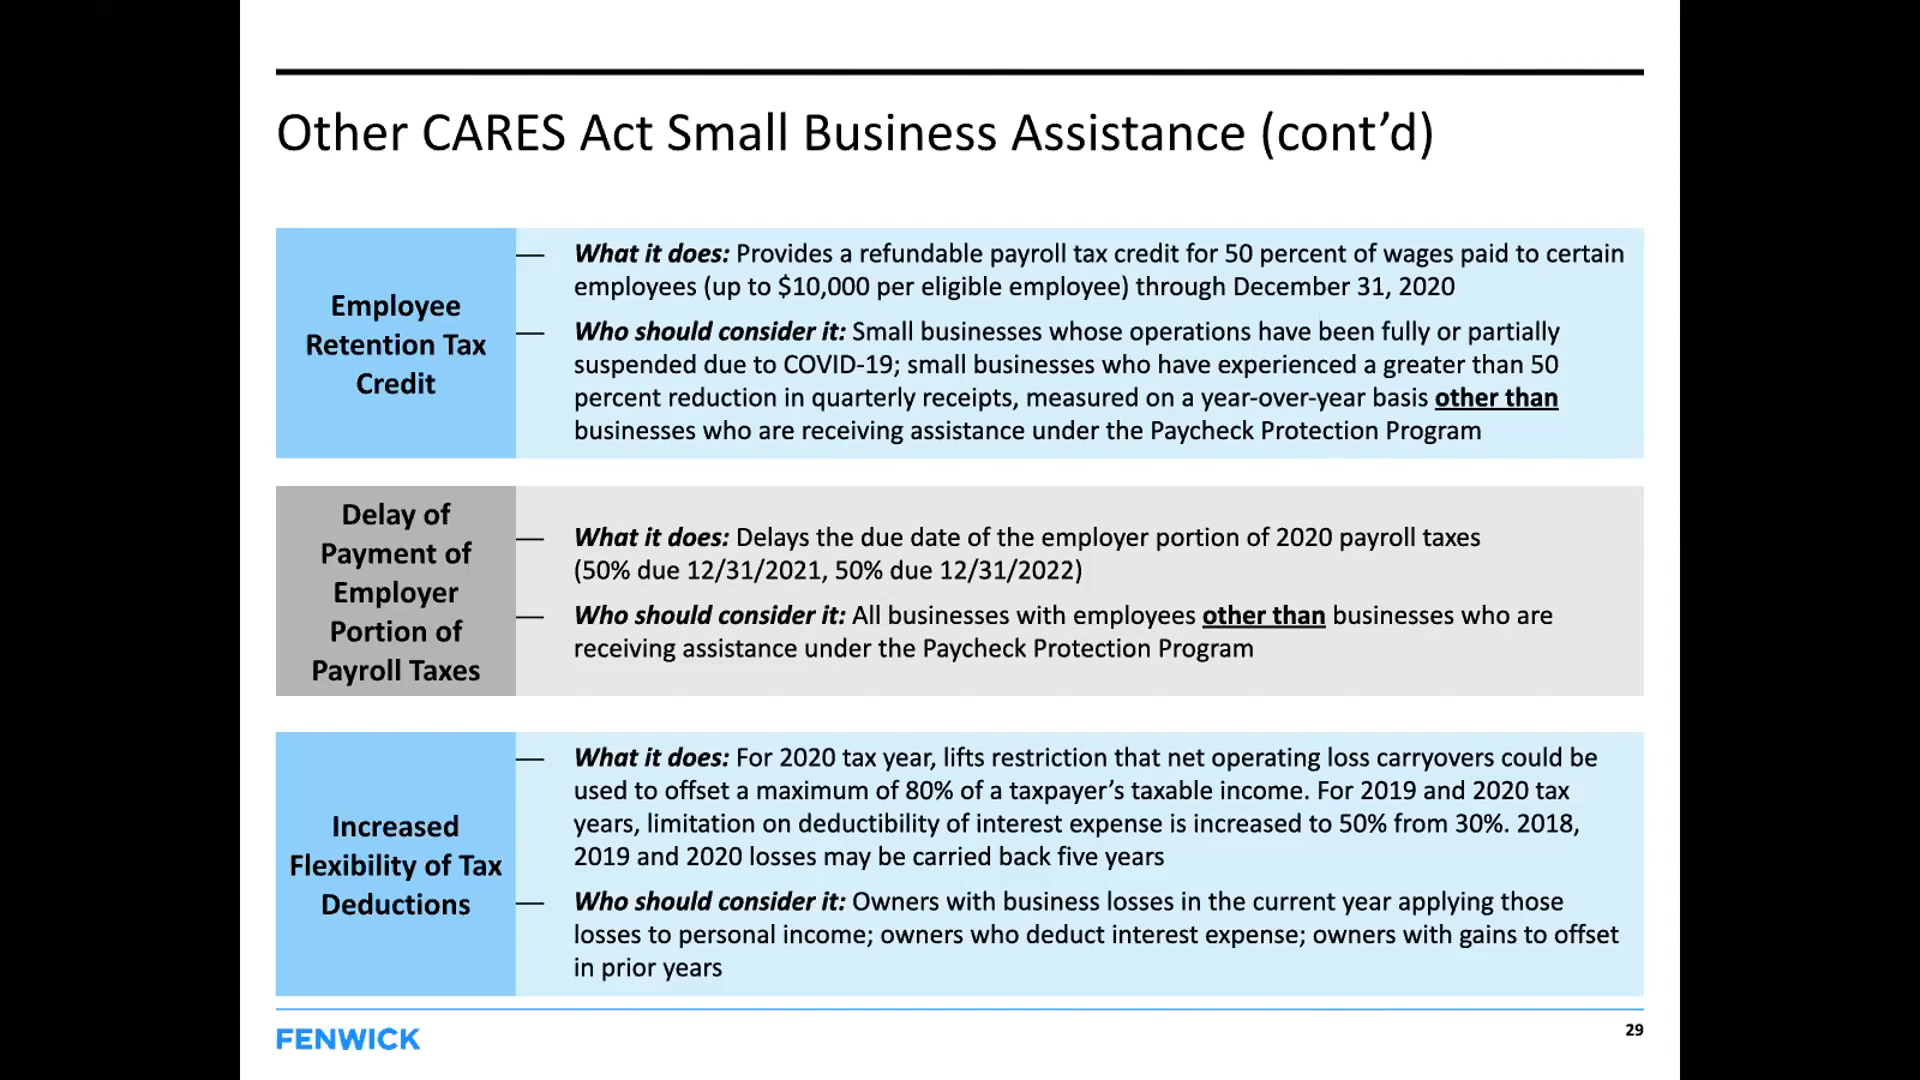 Other CARES Act Small Business Assistance (cont’d)
Employee
Retention Tax
Credit
— What it does: Provides a refundable payroll tax credit for 50 percent of wages paid to certain
employees (up to $10,000 per eligible employee) through December 31, 2020
— Who should consider it: Small businesses whose operations have been fully or partially
suspended due to COVID-19; small businesses who have experienced a greater than 50
percent reduction in quarterly receipts, measured on a year-over-year basis other than
businesses who are receiving assistance under the Paycheck Protection Program
Delay of
Payment of
Employer
Portion of
Payroll Taxes
— What it does: Delays the due date of the employer portion of 2020 payroll taxes
(50% due 12/31/2021, 50% due 12/31/2022)
— Who should consider it: All businesses with employees other than businesses who are
receiving assistance under the Paycheck Protection Program
Increased
Flexibility of Tax
Deductions
— What it does: For 2020 tax year, lifts restriction that net operating loss carryovers could be
used to offset a maximum of 80% of a taxpayer’s taxable income. For 2019 and 2020 tax
years, limitation on deductibility of interest expense is increased to 50% from 30%. 2018,
2019 and 2020 losses may be carried back five years
— Who should consider it: Owners with business losses in the current year applying those
losses to personal income; owners who deduct interest expense; owners with gains to offset
in prior years
FENWICK
29